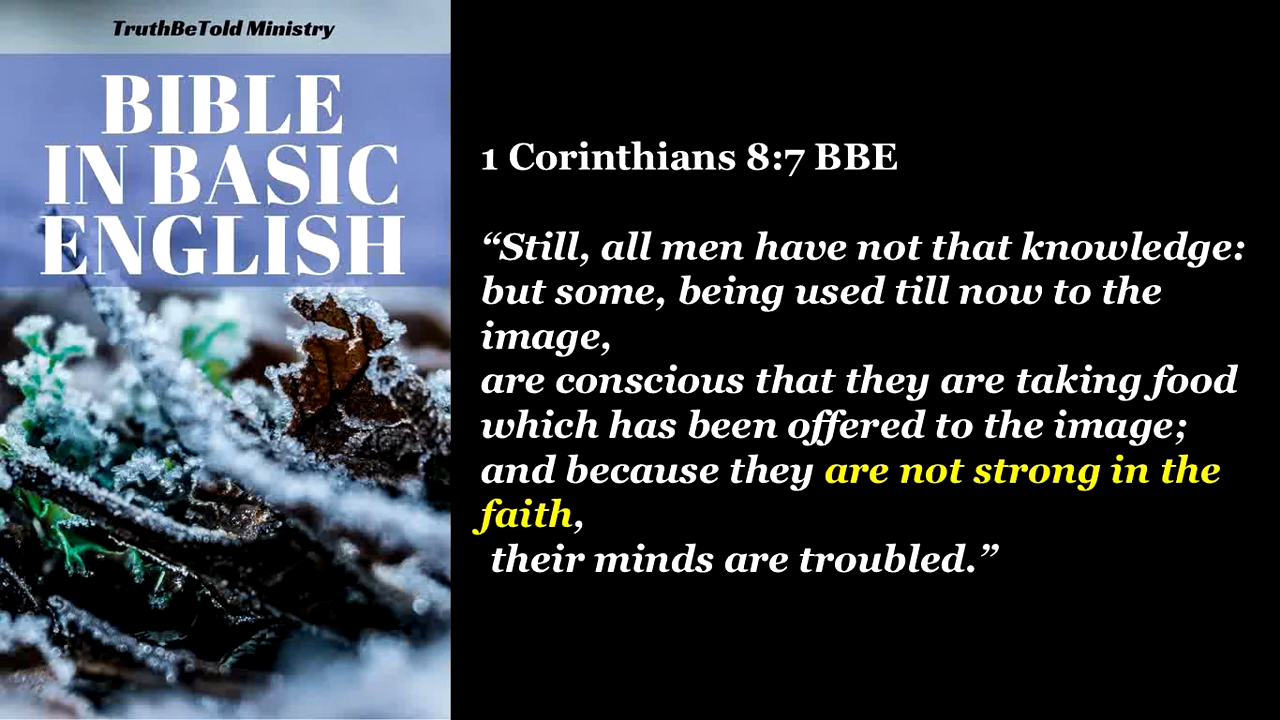 TruthBeTold Ministry
BIBLE
IN BASIC
ENGLISH
1 Corinthians 8:7 BBE
“Still, all men have not that knowledge:
but some, being used till now to the
image,
are conscious that they are taking food
which has been offered to the image;
and because they are not strong in the
faith,
their minds are troubled.”